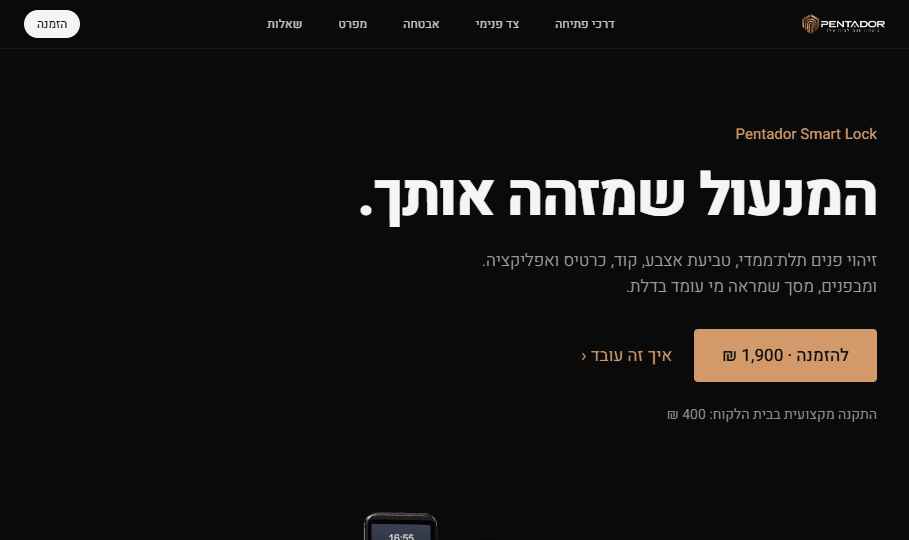 PENTADOR
דרכי פתיחה
צד פנימי
אבטחה
מפרט
שאלות
הזמנה
Pentador Smart Lock
המנעול שמזהה אותך.
זיהוי פנים תלת־ממדי, טביעת אצבע, קוד, כרטיס ואפליקציה.
ומבפנים, מסך שמראה מי עומד בדלת.
להזמנה · 1,900 ₪
איך זה עובד ‹
התקנה מקצועית בבית הלקוח: 400 ₪
16:55